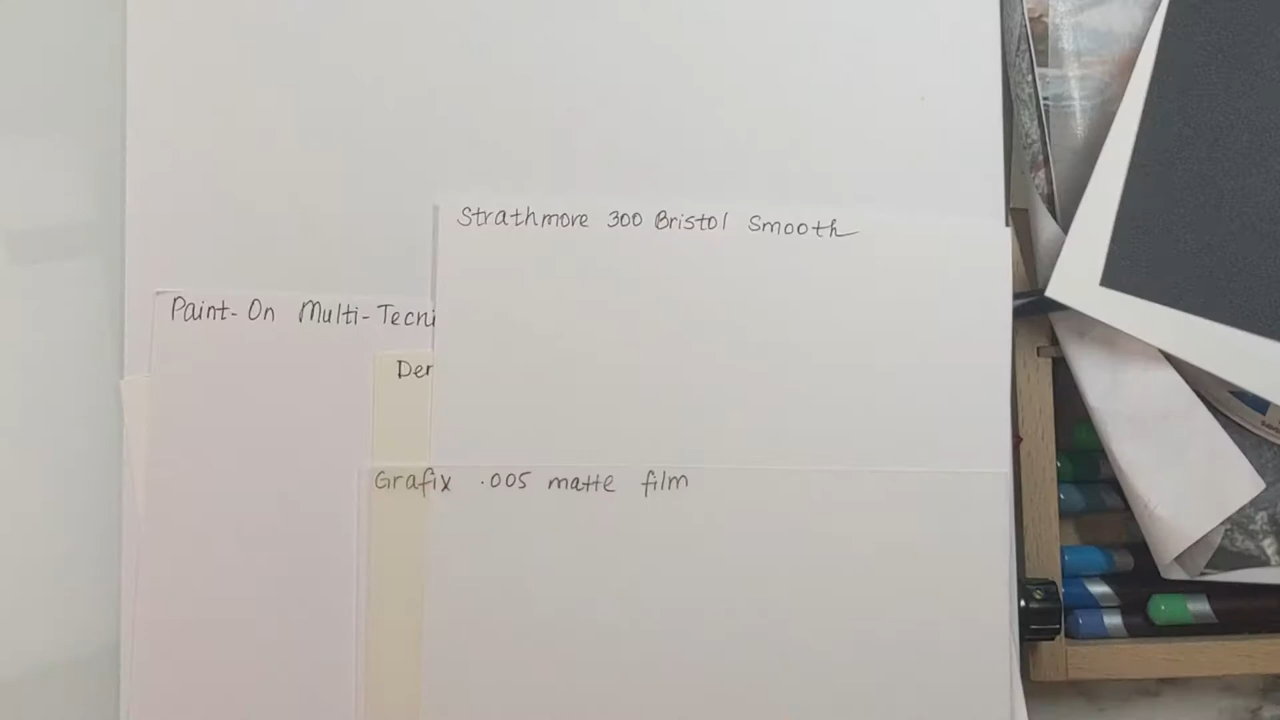 Strathmore 300 Bristol Smooth
Paint-On Multi-Tecni
Der
Grafix .005 matte film